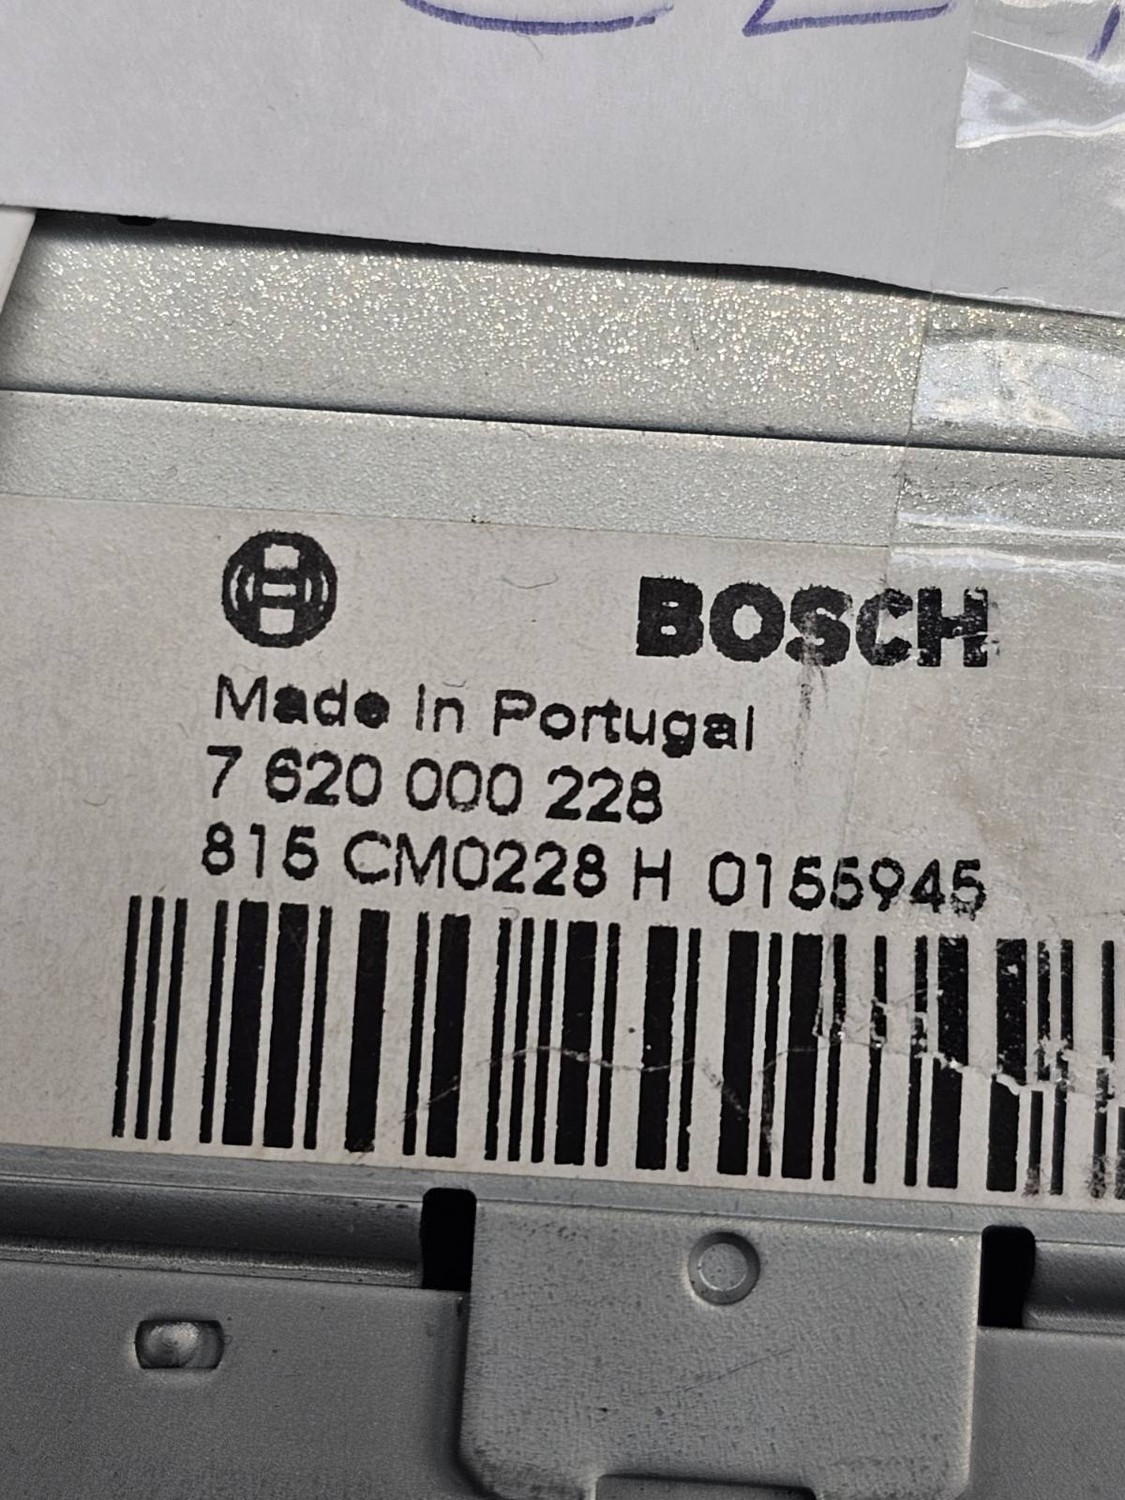 BOSCH
Made in Portugal
7 620 000 228
815 CM0228 H 0155945